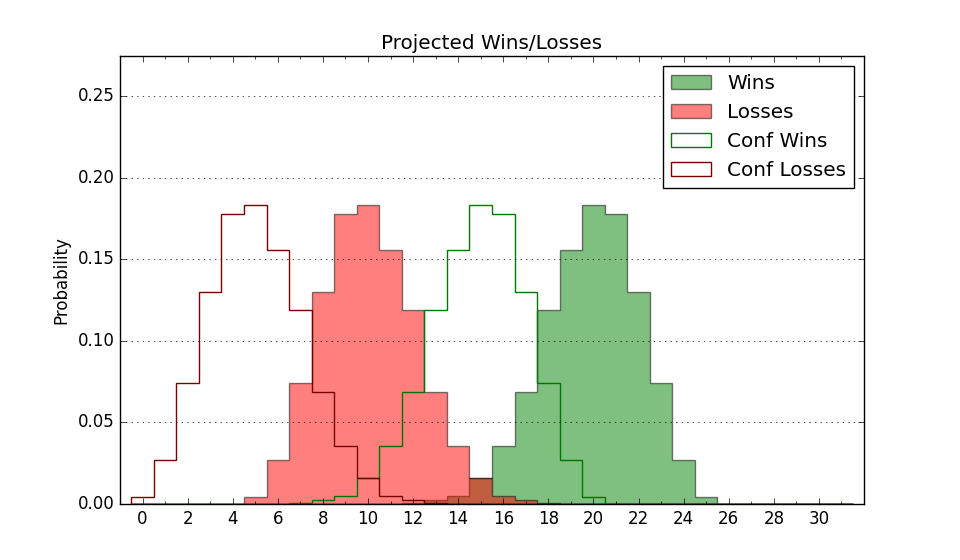 Projected Wins/Losses
Wins
Losses
Conf Wins
Conf Losses
Probability
0.25
0.20
0.15
0.10
0.05
0.00
0 2 4 6 8 10 12 14 16 18 20 22 24 26 28 30